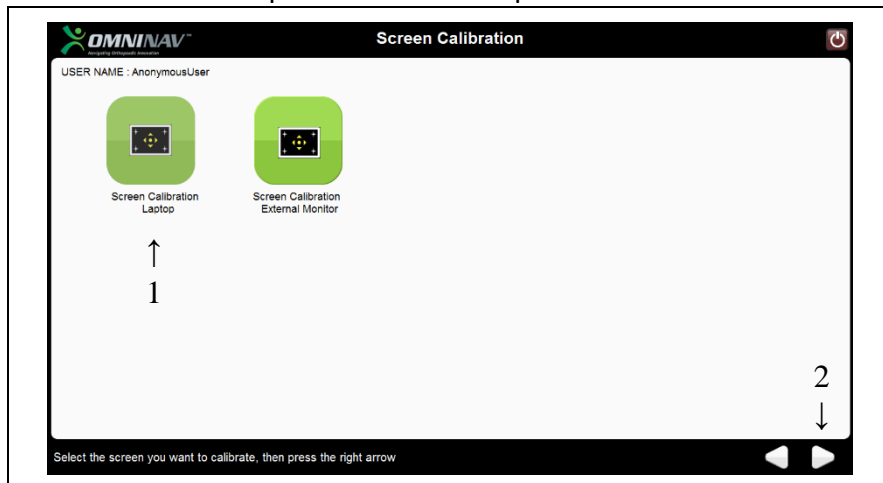 OMNINAV™
Navigating Orthopaedic Innovation
Screen Calibration
USER NAME : AnonymousUser
Screen Calibration
Laptop
Screen Calibration
External Monitor
↑
1
2
↓
Select the screen you want to calibrate, then press the right arrow